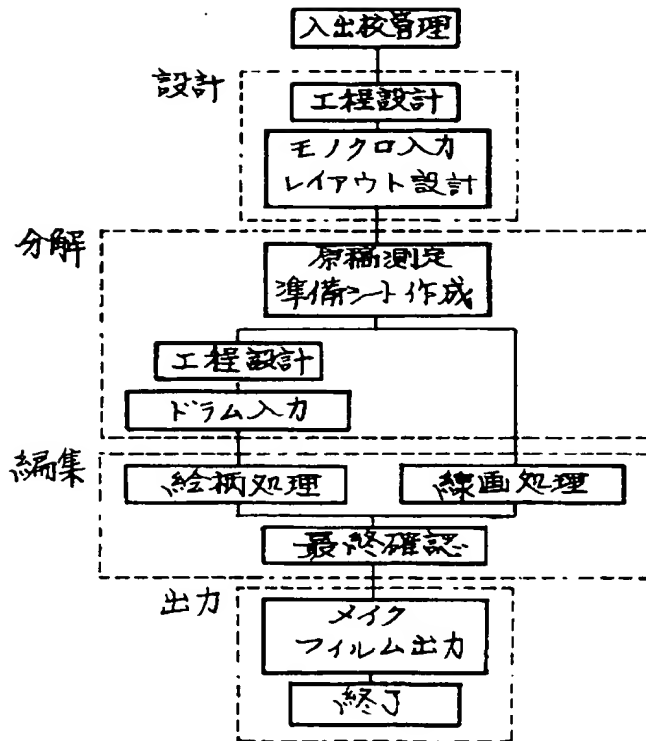 入出校管理
設計
工程設計
モノクロ入力
レイアウト設計
分解
原稿測定
準備シート作成
工程設計
ドラム入力
編集
絵柄処理
線画処理
最終確認
出力
メイク
フィルム出力
終了